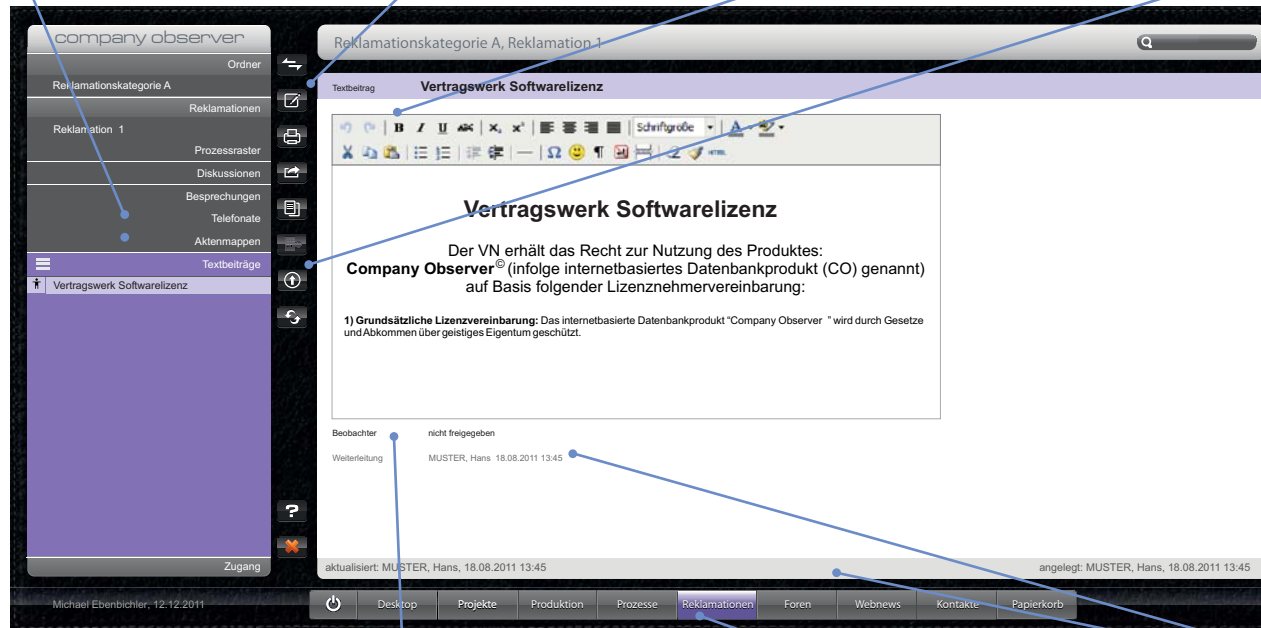 company observer
Ordner
Reklamationskategorie A
Reklamationen
Reklamation 1
Prozessraster
Diskussionen
Besprechungen
Telefonate
Aktenmappen
Textbeiträge
Vertragswerk Softwarelizenz
Zugang
Michael Ebenbichler, 12.12.2011
?
Reklamationskategorie A, Reklamation 1
Textbeitrag Vertragswerk Softwarelizenz
B I U ABC x, x² Schriftgröße A
Ω ¶ HTML
Vertragswerk Softwarelizenz
Der VN erhält das Recht zur Nutzung des Produktes:
Company Observer© (infolge internetbasiertes Datenbankprodukt (CO) genannt)
auf Basis folgender Lizenznehmervereinbarung:
1) Grundsätzliche Lizenzvereinbarung: Das internetbasierte Datenbankprodukt "Company Observer " wird durch Gesetze
und Abkommen über geistiges Eigentum geschützt.
Beobachter nicht freigegeben
Weiterleitung MUSTER, Hans 18.08.2011 13:45
aktualisiert: MUSTER, Hans, 18.08.2011 13:45 angelegt: MUSTER, Hans, 18.08.2011 13:45
Desktop Projekte Produktion Prozesse Reklamationen Foren Webnews Kontakte Papierkorb